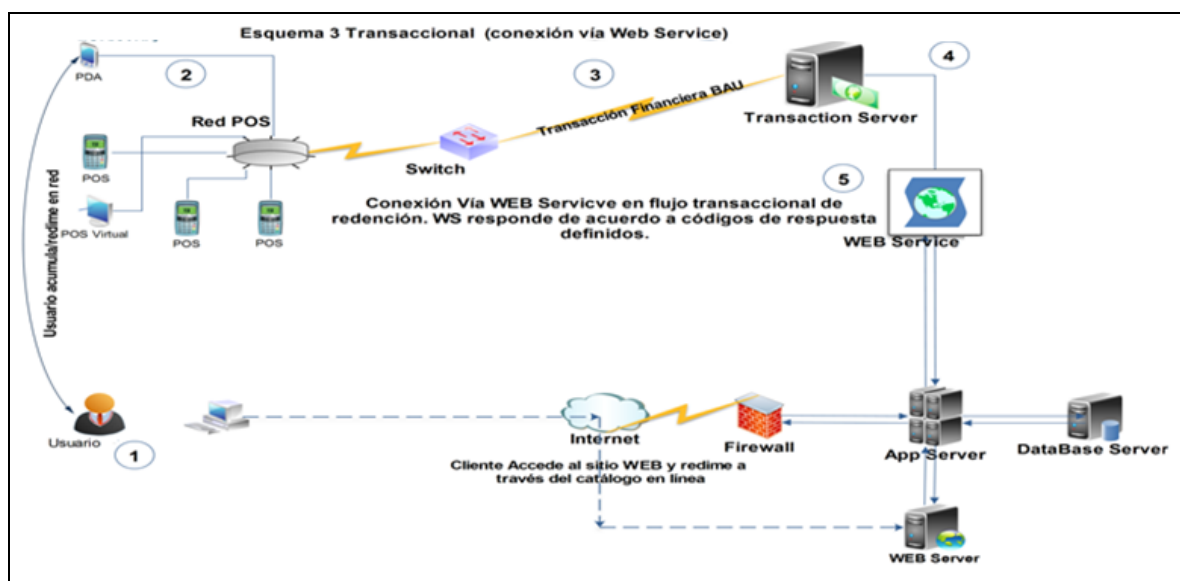 Esquema 3 Transaccional (conexión vía Web Service)
2
3
4
PDA
Red POS
Transacción Financiera BAU
Transaction Server
Switch
POS
5
Conexión Vía WEB Servicve en flujo transaccional de
redención. WS responde de acuerdo a códigos de respuesta
definidos.
POS Virtual
POS
POS
WEB Service
Usuario acumula/redime en red
Usuario
1
Internet
Firewall
App Server
DataBase Server
Cliente Accede al sitio WEB y redime a
través del catálogo en línea
WEB Server